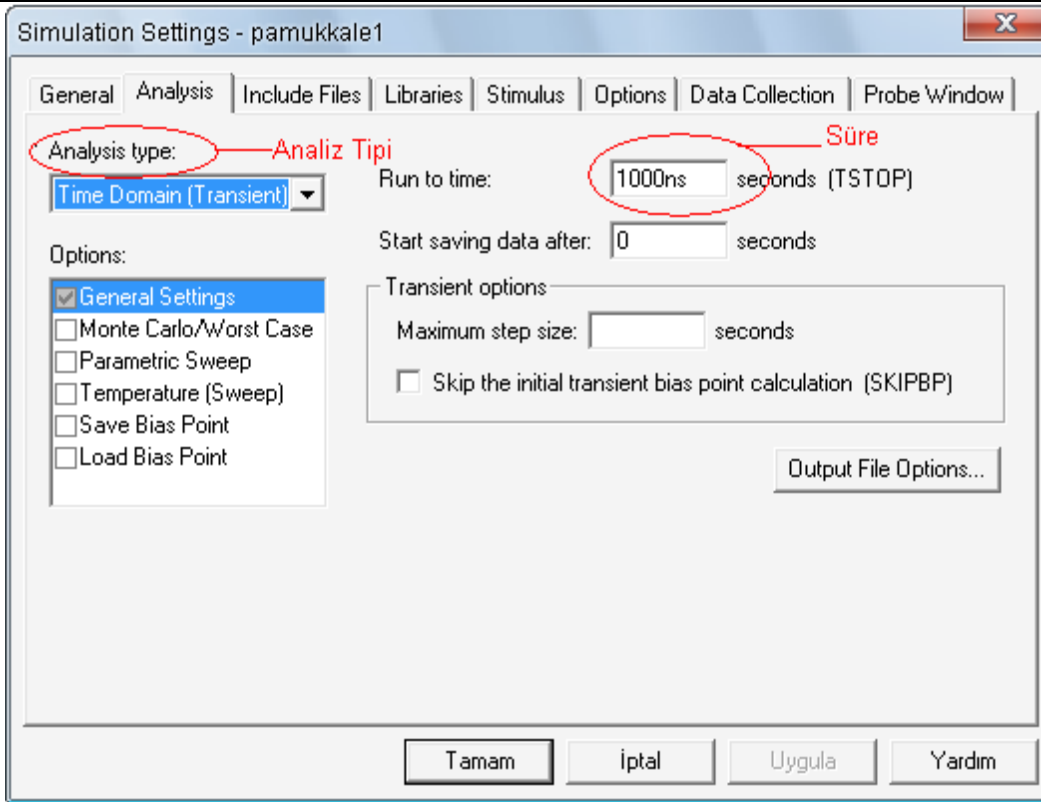 Simulation Settings - pamukkale1
General Analysis Include Files Libraries Stimulus Options Data Collection Probe Window
Analysis type:
Analiz Tipi
Süre
Time Domain (Transient)
Run to time: 1000ns seconds (TSTOP)
Start saving data after: 0 seconds
Options:
General Settings
Monte Carlo/Worst Case
Parametric Sweep
Temperature (Sweep)
Save Bias Point
Load Bias Point
Transient options
Maximum step size: seconds
Skip the initial transient bias point calculation (SKIPBP)
Output File Options...
Tamam İptal Uygula Yardım